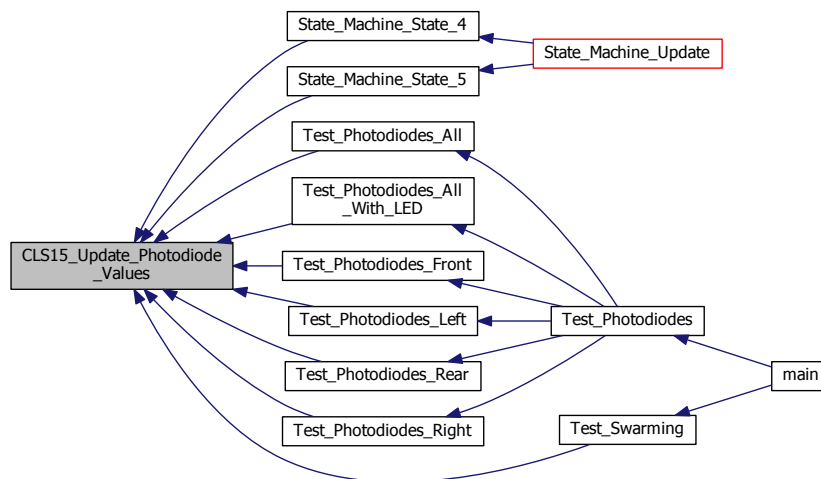 State_Machine_State_4
State_Machine_Update
State_Machine_State_5
Test_Photodiodes_All
Test_Photodiodes_All
_With_LED
CLS15_Update_Photodiode
_Values
Test_Photodiodes_Front
Test_Photodiodes_Left
Test_Photodiodes
Test_Photodiodes_Rear
main
Test_Photodiodes_Right
Test_Swarming